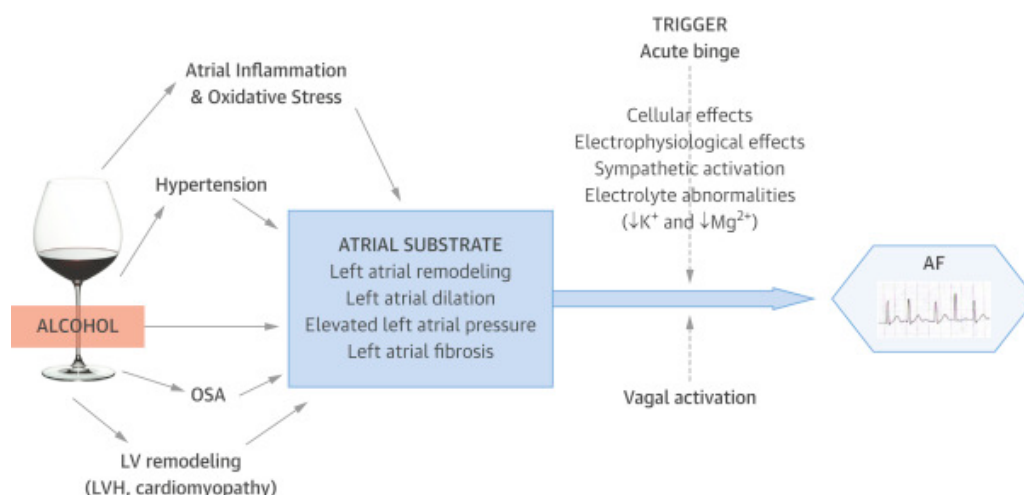 TRIGGER
Acute binge
Atrial Inflammation
& Oxidative Stress
Cellular effects
Electrophysiological effects
Sympathetic activation
Electrolyte abnormalities
(↓K⁺ and ↓Mg²⁺)
Hypertension
ATRIAL SUBSTRATE
Left atrial remodeling
Left atrial dilation
Elevated left atrial pressure
Left atrial fibrosis
AF
ALCOHOL
OSA
Vagal activation
LV remodeling
(LVH, cardiomyopathy)